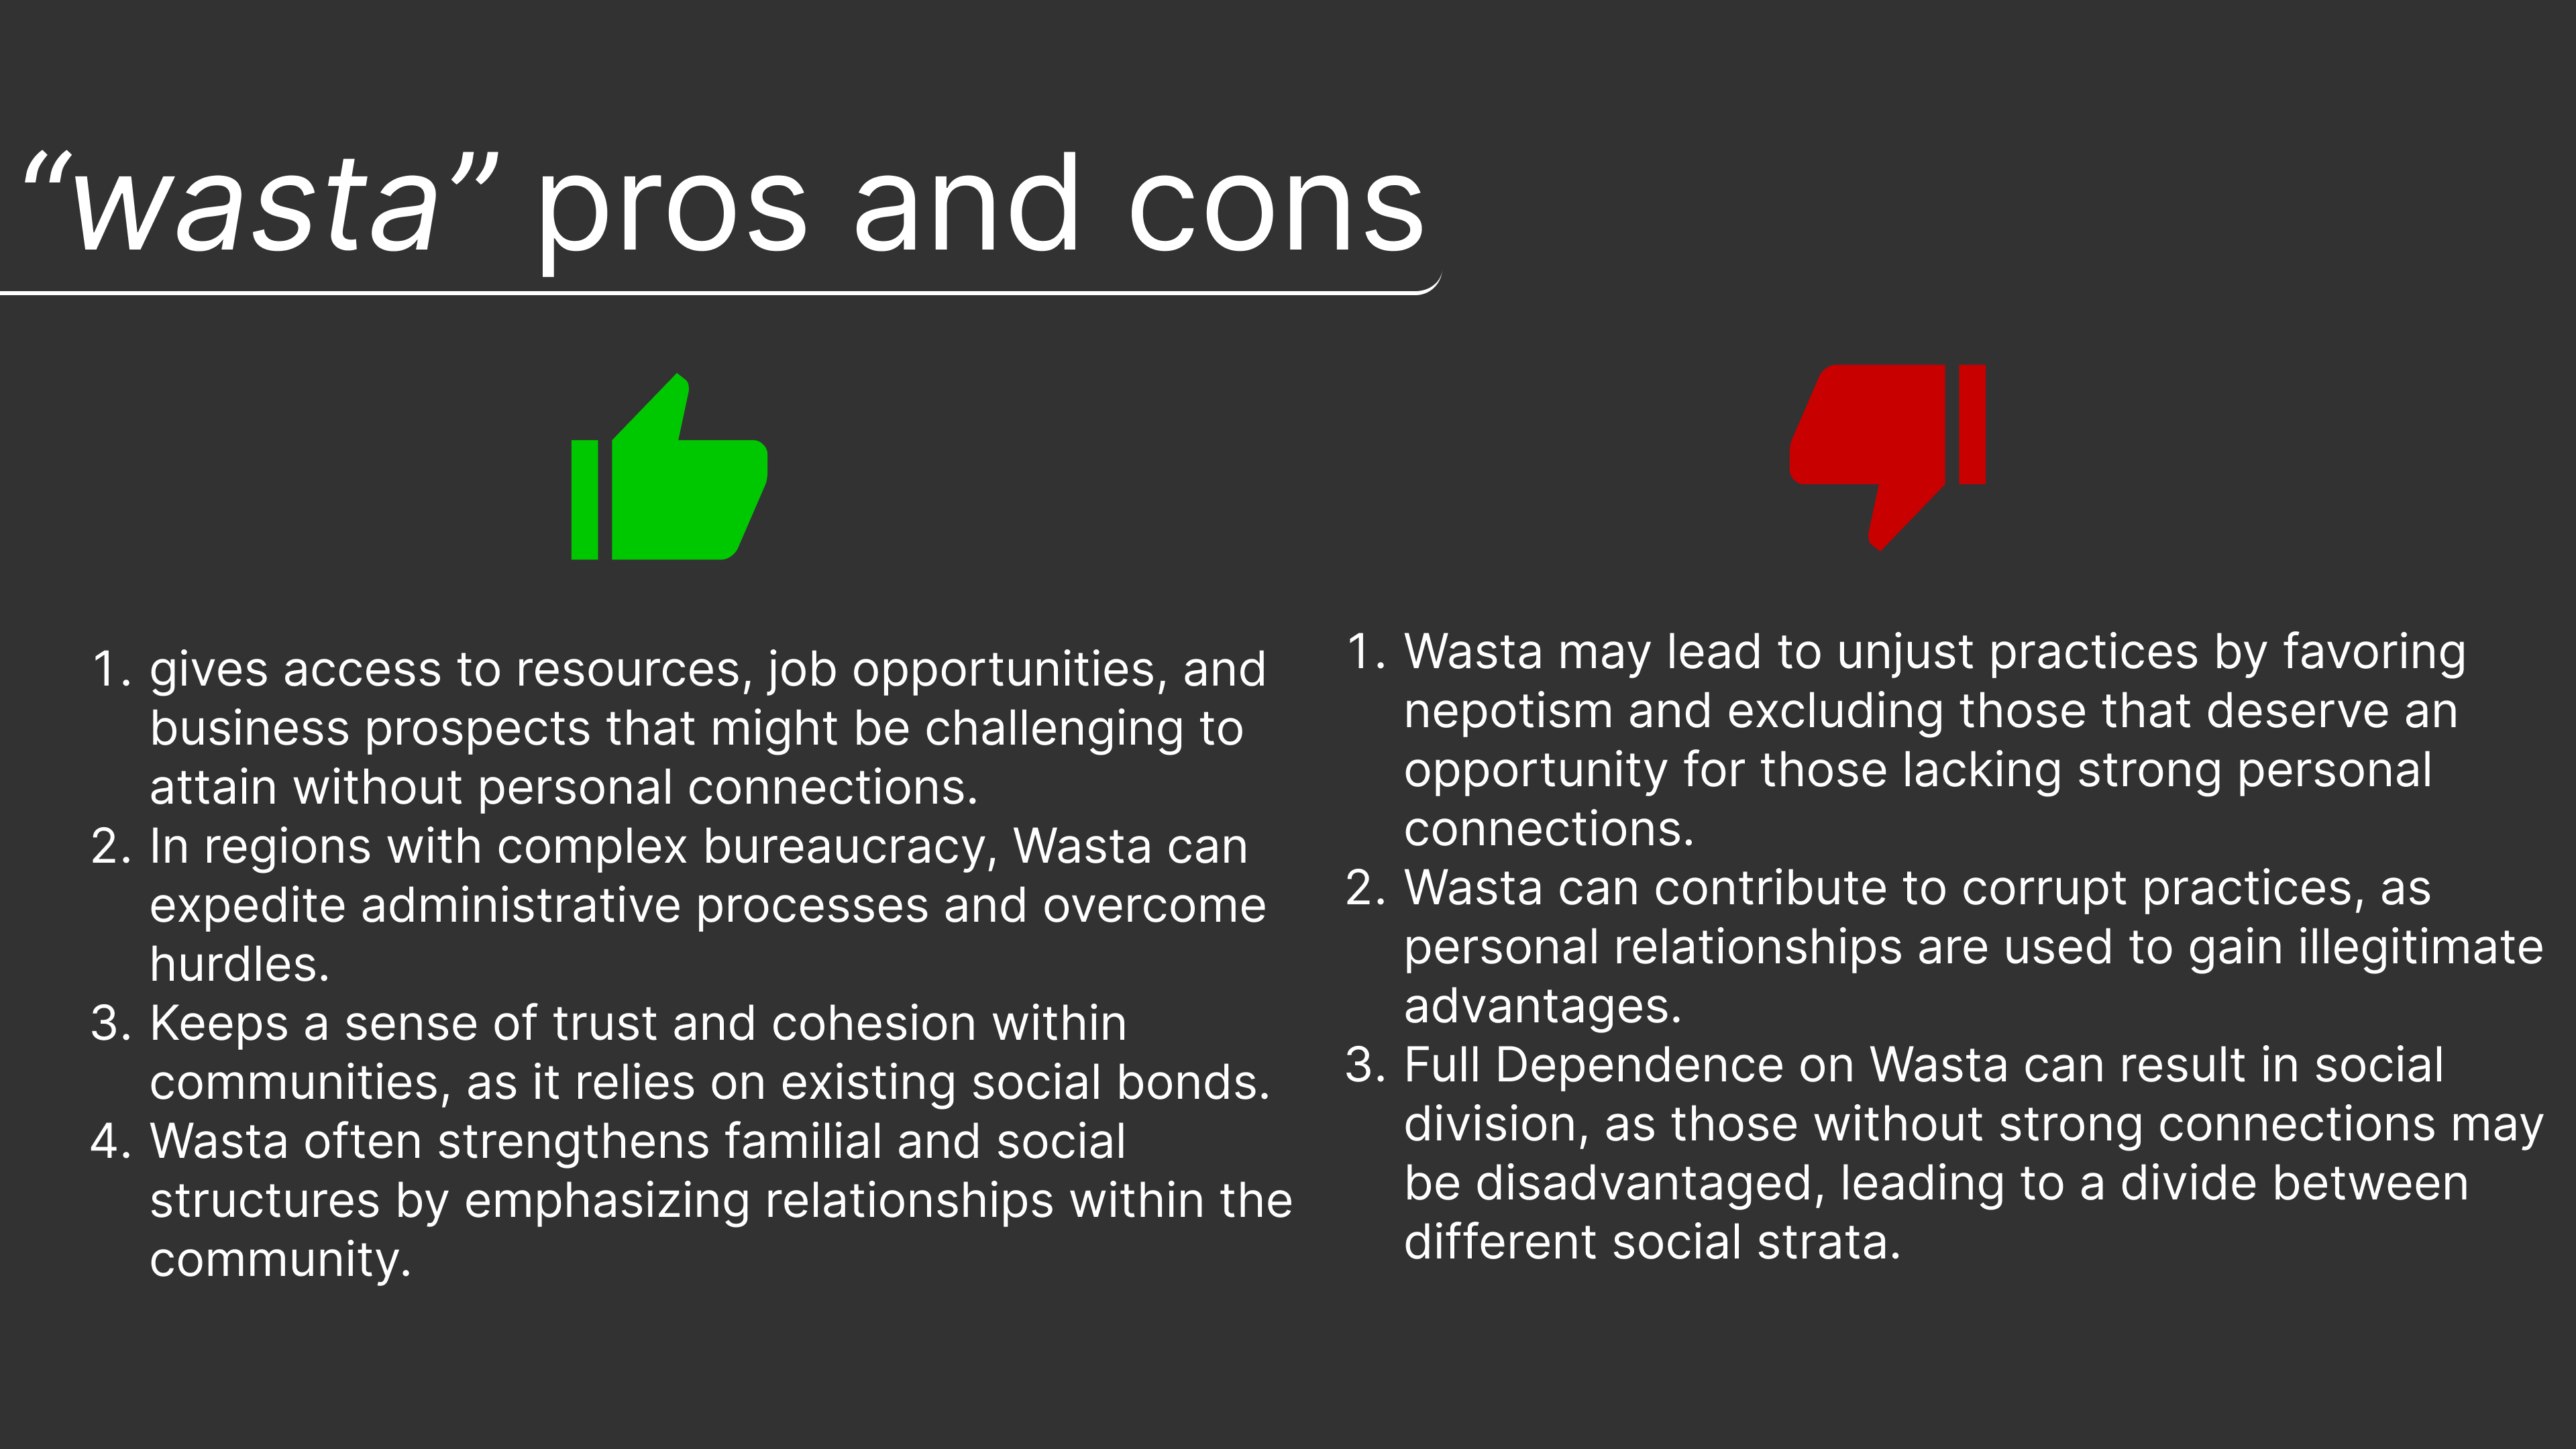 “wasta” pros and cons
1. gives access to resources, job opportunities, and
business prospects that might be challenging to
attain without personal connections.
2. In regions with complex bureaucracy, Wasta can
expedite administrative processes and overcome
hurdles.
3. Keeps a sense of trust and cohesion within
communities, as it relies on existing social bonds.
4. Wasta often strengthens familial and social
structures by emphasizing relationships within the
community.
1. Wasta may lead to unjust practices by favoring
nepotism and excluding those that deserve an
opportunity for those lacking strong personal
connections.
2. Wasta can contribute to corrupt practices, as
personal relationships are used to gain illegitimate
advantages.
3. Full Dependence on Wasta can result in social
division, as those without strong connections may
be disadvantaged, leading to a divide between
different social strata.